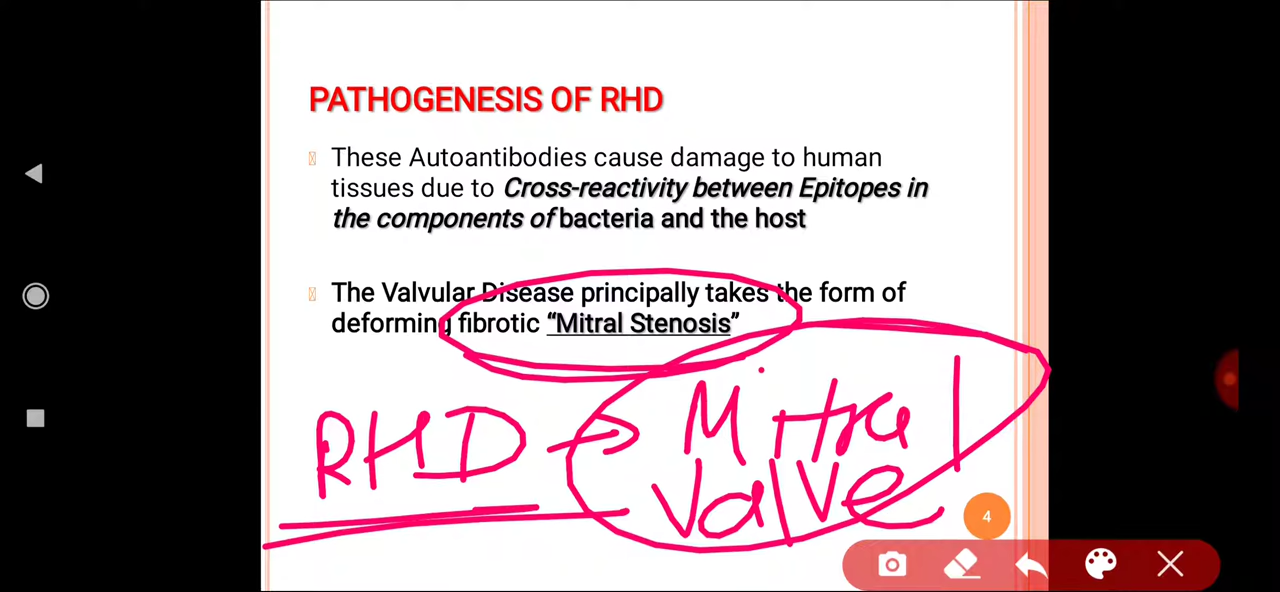 PATHOGENESIS OF RHD
These Autoantibodies cause damage to human
tissues due to Cross-reactivity between Epitopes in
the components of bacteria and the host
The Valvular Disease principally takes the form of
deforming fibrotic “Mitral Stenosis”
RHD → Mitral
Valve
4